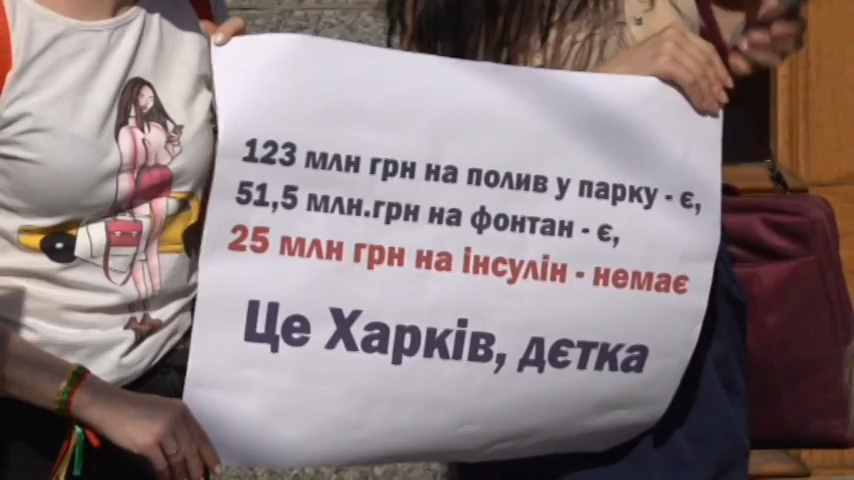 123 млн грн на полив у парку - є,
51,5 млн.грн на фонтан - є,
25 млн грн на інсулін - немає
Це Харків, дєтка